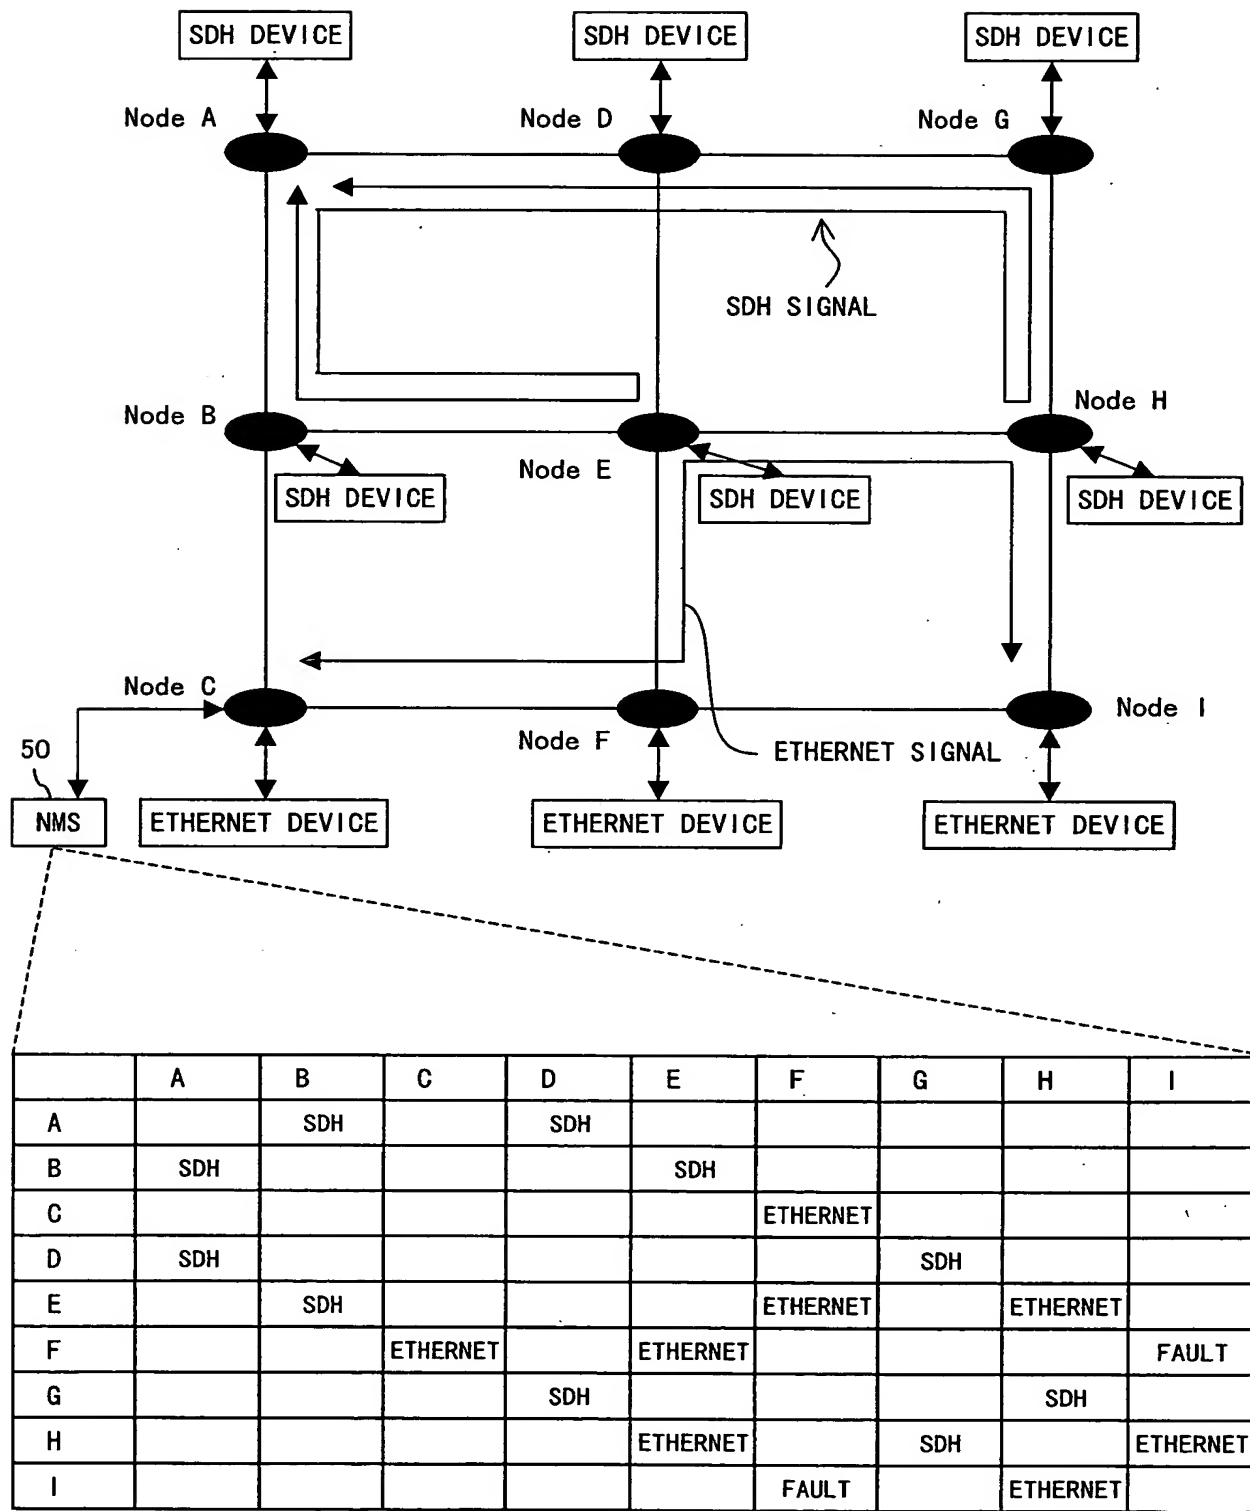 SDH DEVICE SDH DEVICE SDH DEVICE
Node A Node D Node G
SDH SIGNAL
Node B Node E Node H
SDH DEVICE SDH DEVICE SDH DEVICE
Node C Node F Node I
ETHERNET SIGNAL
50
NMS ETHERNET DEVICE ETHERNET DEVICE ETHERNET DEVICE
A B C D E F G H I
A SDH SDH
B SDH SDH
C ETHERNET
D SDH SDH
E SDH ETHERNET ETHERNET
F ETHERNET ETHERNET FAULT
G SDH SDH
H ETHERNET SDH ETHERNET
I FAULT ETHERNET